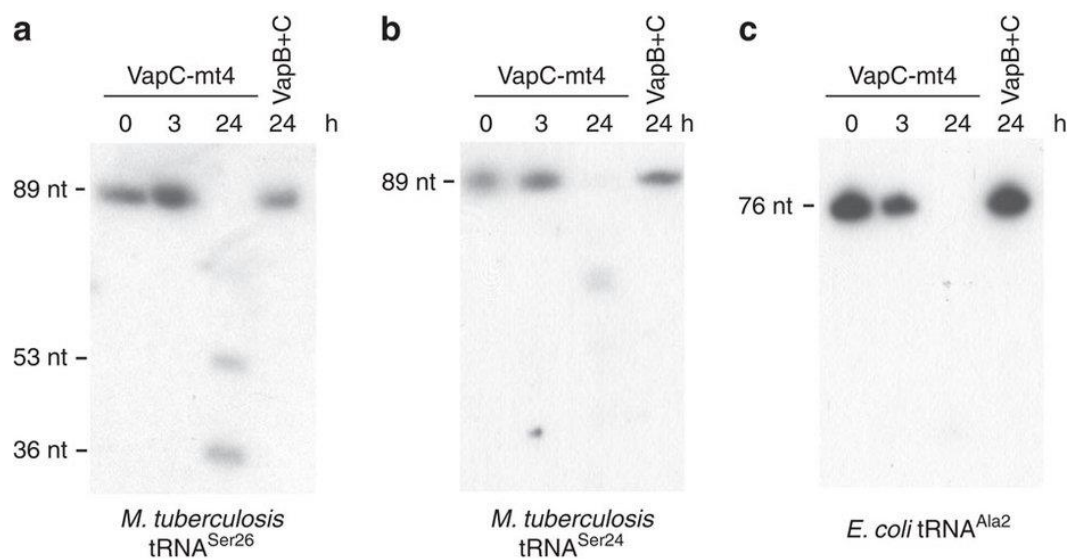 a
VapC-mt4
VapB+C
0 3 24 24 h
89 nt –
53 nt –
36 nt –
M. tuberculosis
tRNASer26
b
VapC-mt4
VapB+C
0 3 24 24 h
89 nt –
M. tuberculosis
tRNASer24
c
VapC-mt4
VapB+C
0 3 24 24
76 nt –
E. coli tRNAAla2